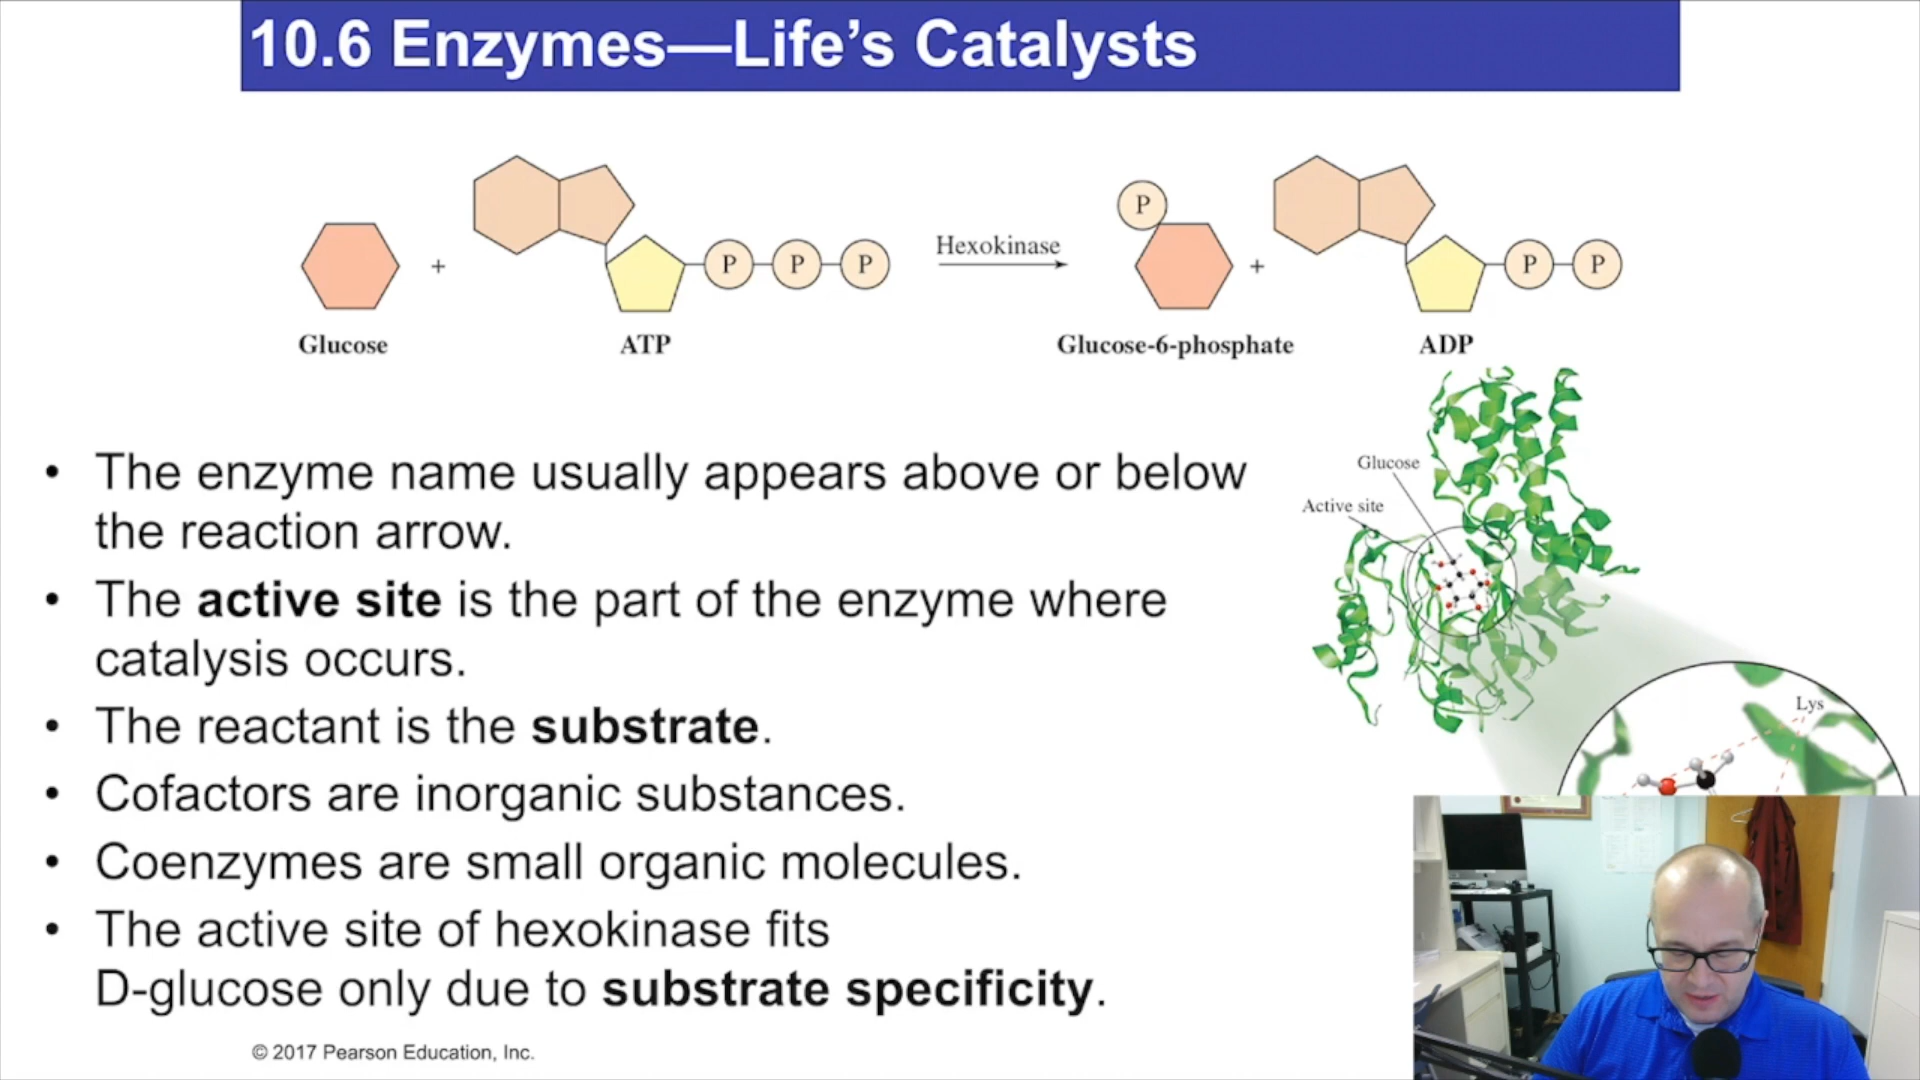 10.6 Enzymes—Life’s Catalysts
P
Hexokinase
+
P
P
P
+
P
P
Glucose
ATP
Glucose-6-phosphate
ADP
• The enzyme name usually appears above or below
the reaction arrow.
• The active site is the part of the enzyme where
catalysis occurs.
• The reactant is the substrate.
• Cofactors are inorganic substances.
• Coenzymes are small organic molecules.
• The active site of hexokinase fits
D-glucose only due to substrate specificity.
Glucose
Active site
Lys
© 2017 Pearson Education, Inc.